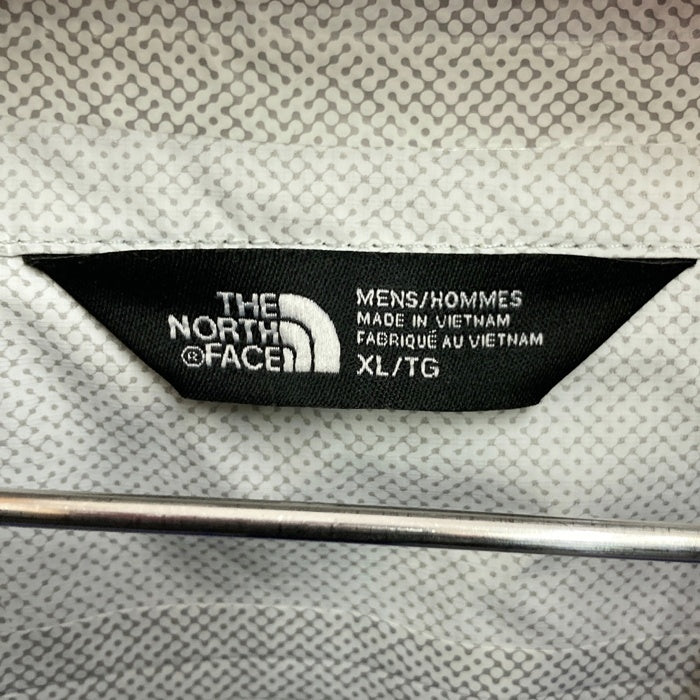 THE
NORTH
®FACE
MENS/HOMMES
MADE IN VIETNAM
FABRIQUÉ AU VIETNAM
XL/TG